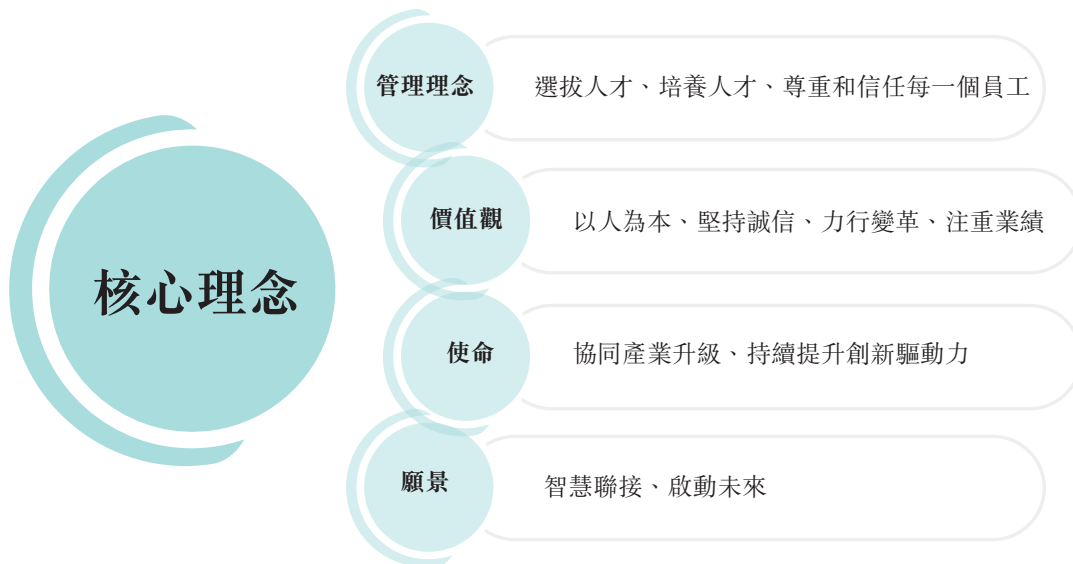 核心理念
管理理念
選拔人才、培養人才、尊重和信任每一個員工
價值觀
以人為本、堅持誠信、力行變革、注重業績
使命
協同產業升級、持續提升創新驅動力
願景
智慧聯接、啟動未來